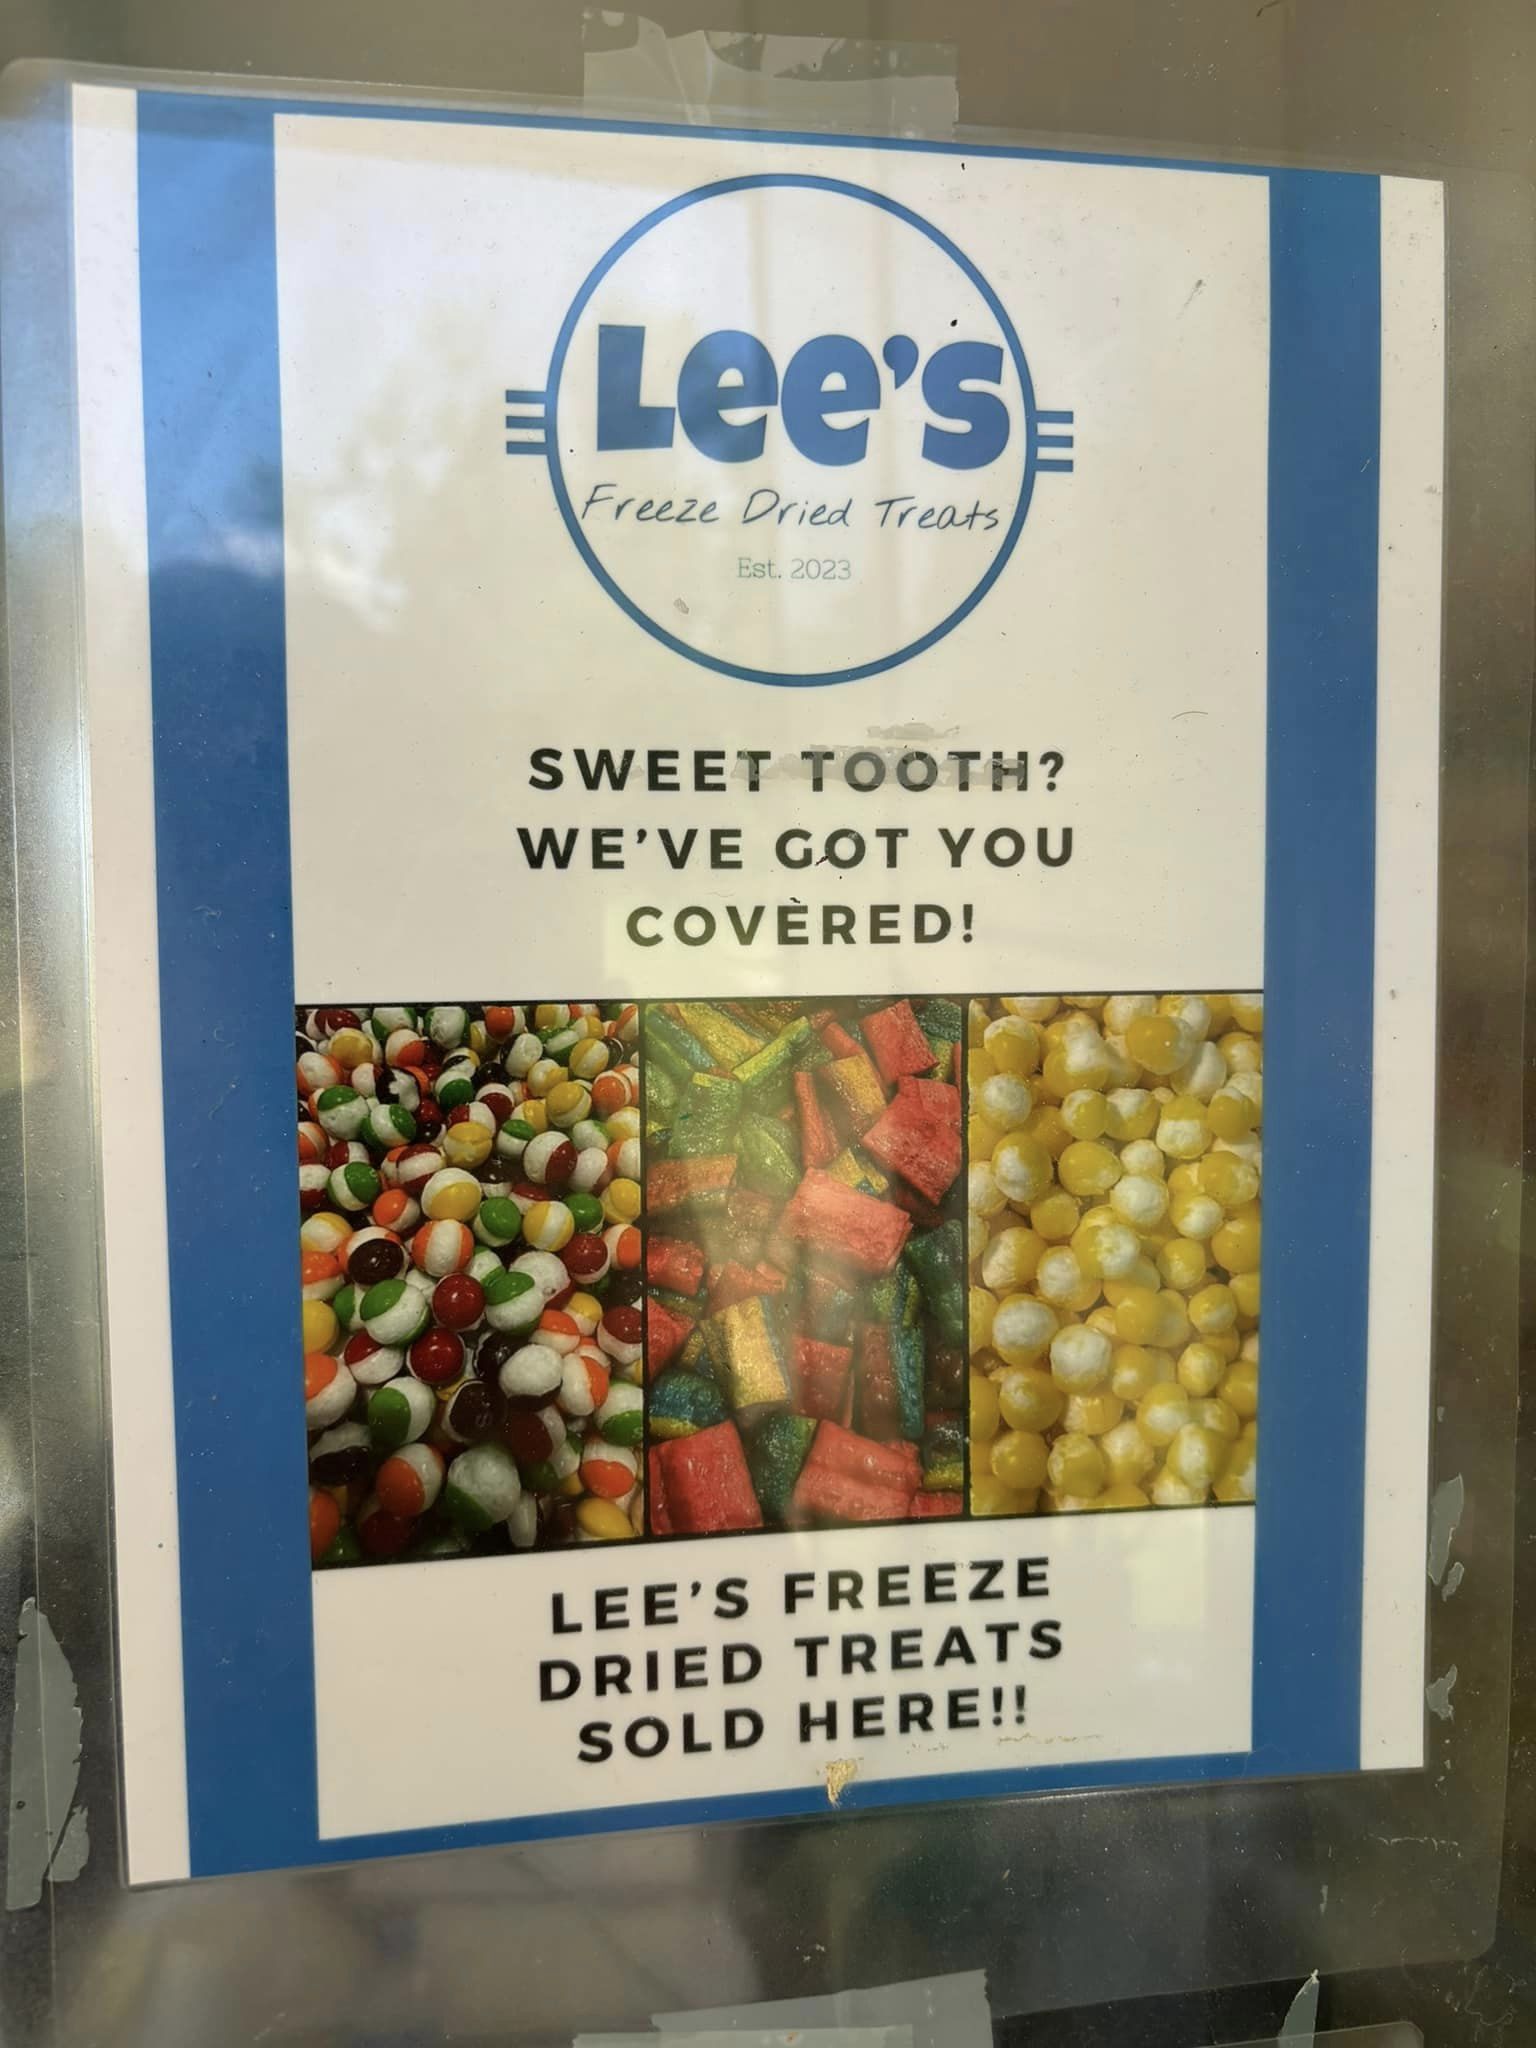 Lee's
Freeze Dried Treats
Est. 2023
SWEET TOOTH?
WE'VE GOT YOU
COVERED!
LEE'S FREEZE
DRIED TREATS
SOLD HERE!!